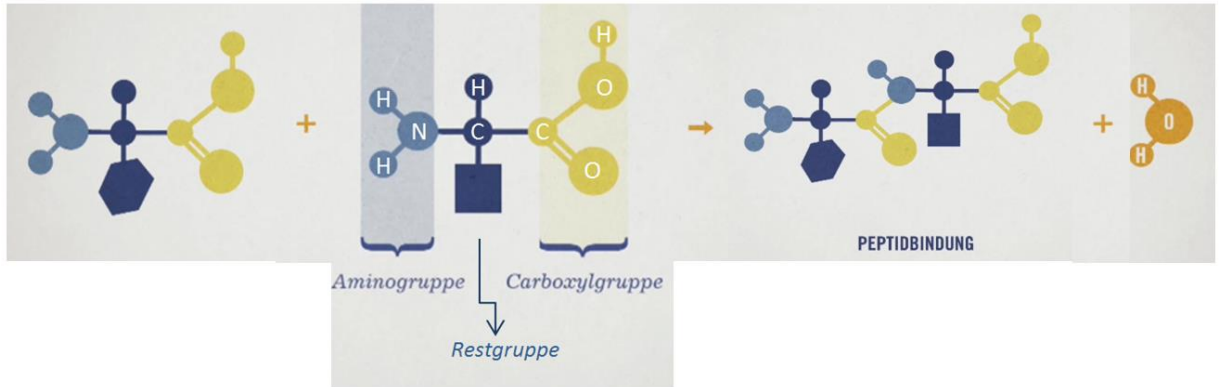 +
H
H
H
N
C
C
O
H
O
+
H
O
H
PEPTIDBINDUNG
Aminogruppe
Carboxylgruppe
Restgruppe